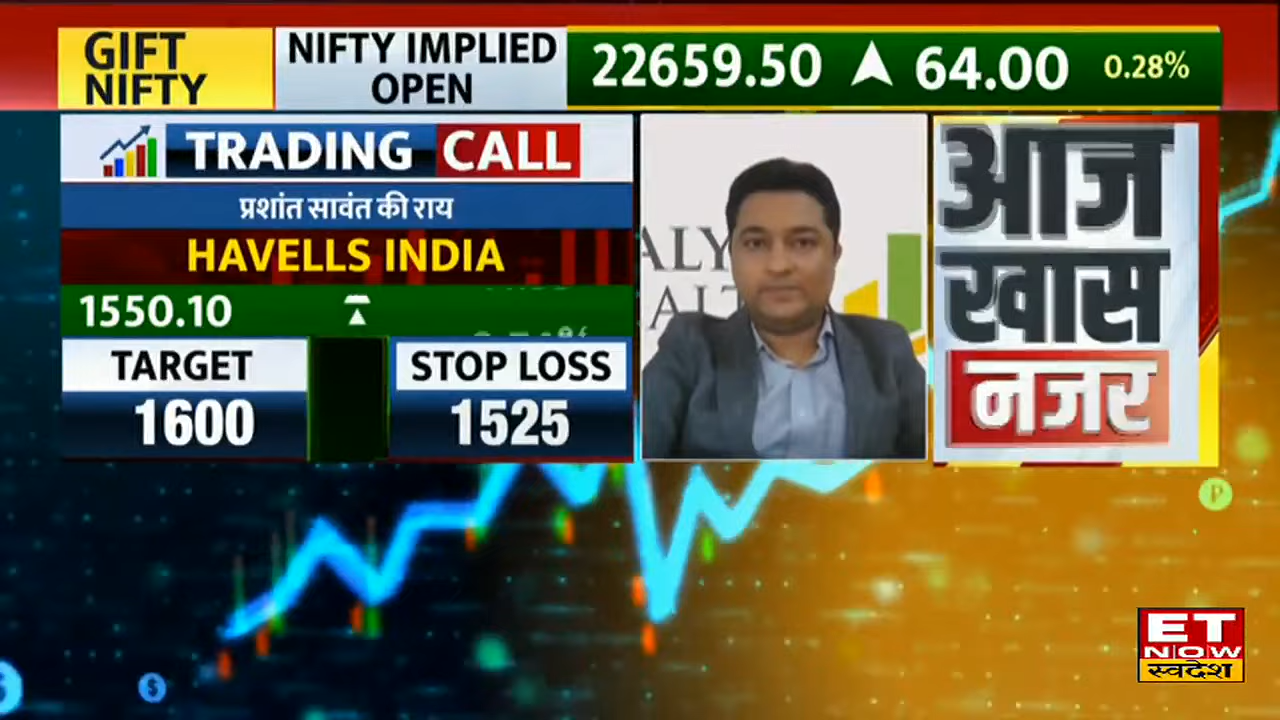 GIFT
NIFTY
NIFTY IMPLIED
OPEN
22659.50 64.00 0.28%
TRADING CALL
प्रशांत सावंत की राय
HAVELLS INDIA
1550.10
TARGET
1600
STOP LOSS
1525
आज
खास
नजर
P
$
$
ET
NOW
स्वदेश